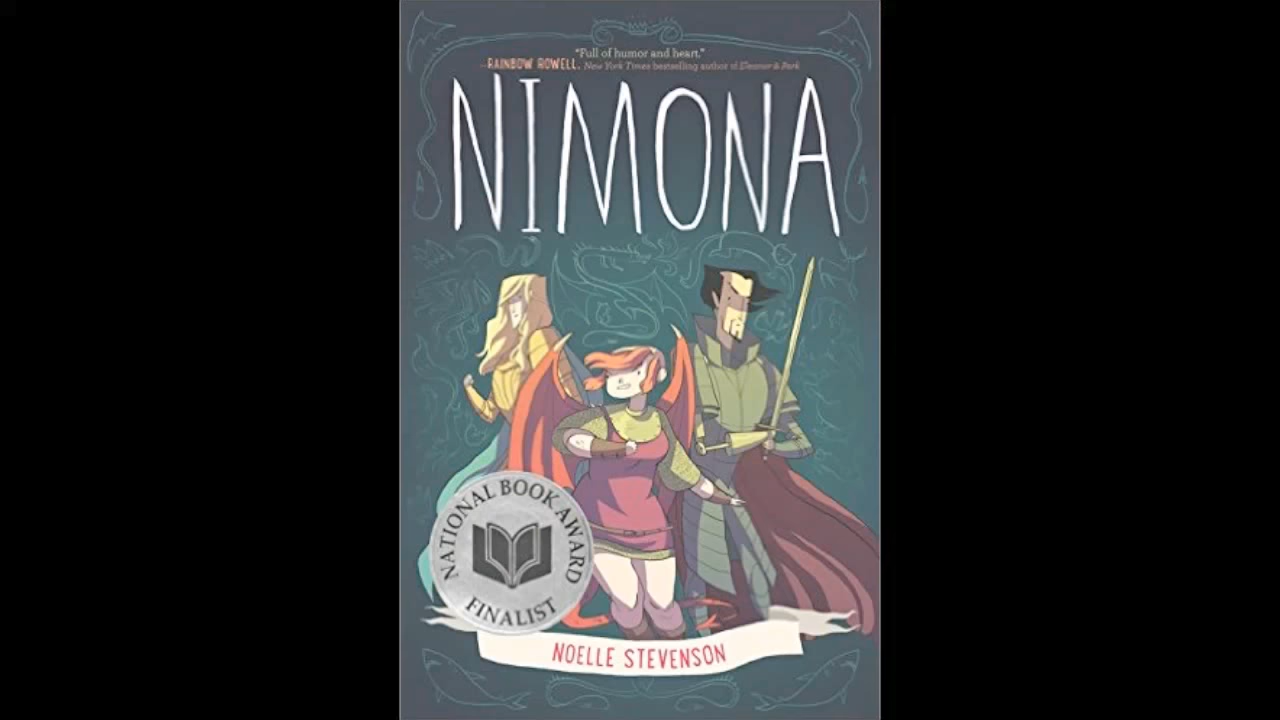 "Full of humor and heart."
—RAINBOW ROWELL, New York Times bestselling author of Eleanor & Park
NIMONA
NATIONAL BOOK AWARD
FINALIST
NOELLE STEVENSON